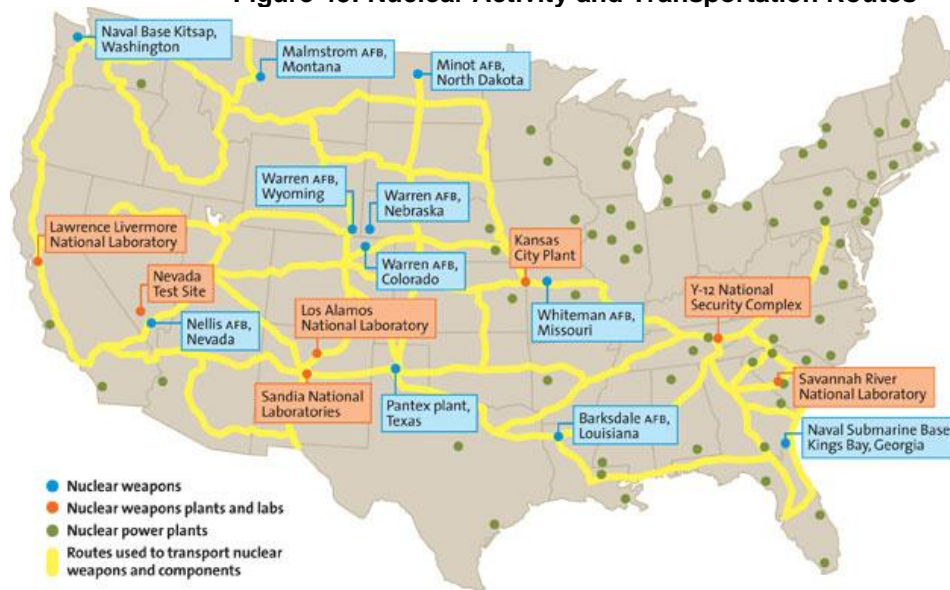 Figure 48. Nuclear Activity and Transportation Routes
Naval Base Kitsap,
Washington
Malmstrom AFB,
Montana
Minot AFB,
North Dakota
Warren AFB,
Wyoming
Warren AFB,
Nebraska
Lawrence Livermore
National Laboratory
Kansas
City Plant
Warren AFB,
Colorado
Nevada
Test Site
Y-12 National
Security Complex
Los Alamos
National Laboratory
Whiteman AFB,
Missouri
Nellis AFB,
Nevada
Savannah River
National Laboratory
Sandia National
Laboratories
Pantex plant,
Texas
Barksdale AFB,
Louisiana
Naval Submarine Base
Kings Bay, Georgia
Nuclear weapons
Nuclear weapons plants and labs
Nuclear power plants
Routes used to transport nuclear
weapons and components